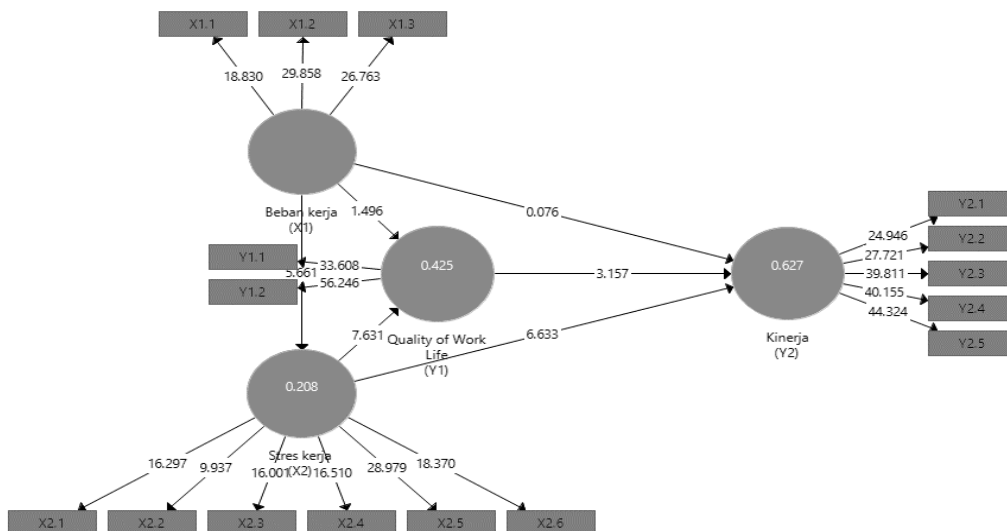 X1.1
X1.2
X1.3
18.830
29.858
26.763
Beban kerja
(X1)
1.496
0.076
Y1.1
Y1.2
33.608
5.661
56.246
0.425
Quality of Work
Life
(Y1)
3.157
7.631
6.633
0.627
Kinerja
(Y2)
24.946
27.721
39.811
40.155
44.324
Y2.1
Y2.2
Y2.3
Y2.4
Y2.5
0.208
Stres kerja
(X2)
16.297
9.937
16.001
16.510
28.979
18.370
X2.1
X2.2
X2.3
X2.4
X2.5
X2.6